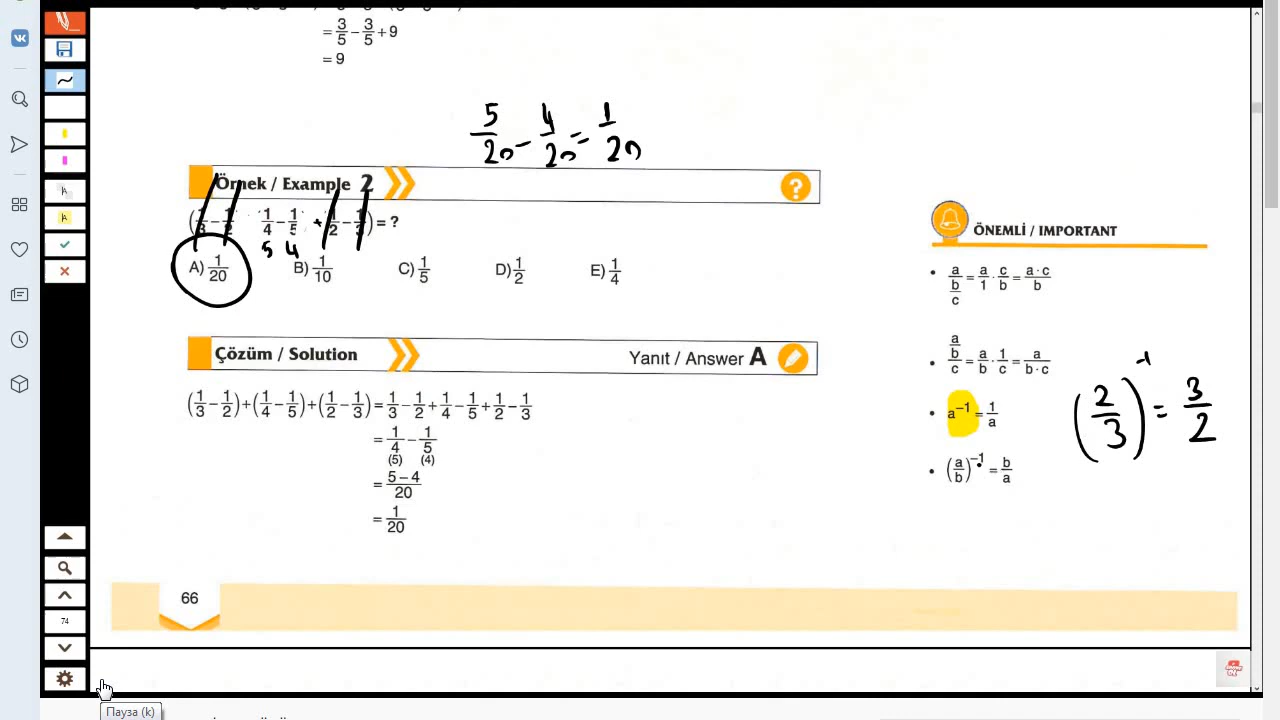 = 3/5 − 3/5 + 9
= 9
5/20 − 4/20 = 1/20
Örnek / Example 2
(1/3 − 1/2 1/4 − 1/5 + 1/2 − 1/3) = ?
5 4
A) 1/20 B) 1/10 C) 1/5 D) 1/2 E) 1/4
Çözüm / Solution Yanıt / Answer A
(1/3 − 1/2) + (1/4 − 1/5) + (1/2 − 1/3) = 1/3 − 1/2 + 1/4 − 1/5 + 1/2 − 1/3
= 1/4 − 1/5
(5) (4)
= 5 − 4/20
= 1/20
ÖNEMLİ / IMPORTANT
• a/(b/c) = a/1 · c/b = a · c/b
• (a/b)/c = a/b · 1/c = a/b · c
• a⁻¹ = 1/a
• (a/b)⁻¹ = b/a
(2/3)⁻¹ = 3/2
66
74
Пауза (k)